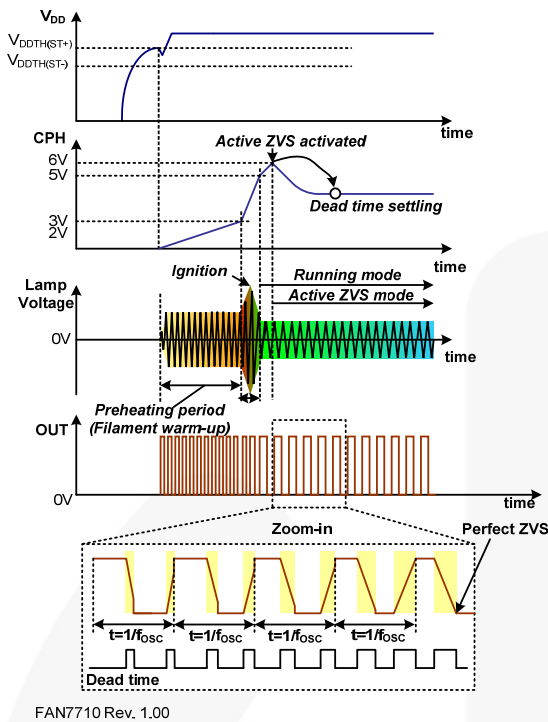 VDD
VDDTH(ST+)
VDDTH(ST-)
time
CPH
6V
5V
3V
2V
Active ZVS activated
Dead time settling
time
Lamp
Voltage
0V
Ignition
Running mode
Active ZVS mode
time
Preheating period
(Filament warm-up)
OUT
0V
time
Zoom-in
Perfect ZVS
t=1/fOSC
t=1/fOSC
t=1/fOSC
t=1/fOSC
Dead time
FAN7710 Rev. 1.00